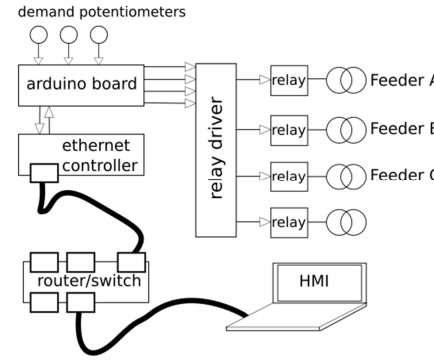 demand potentiometers
arduino board
ethernet
controller
relay driver
relay
Feeder A
relay
Feeder
relay
Feeder
relay
router/switch
HMI